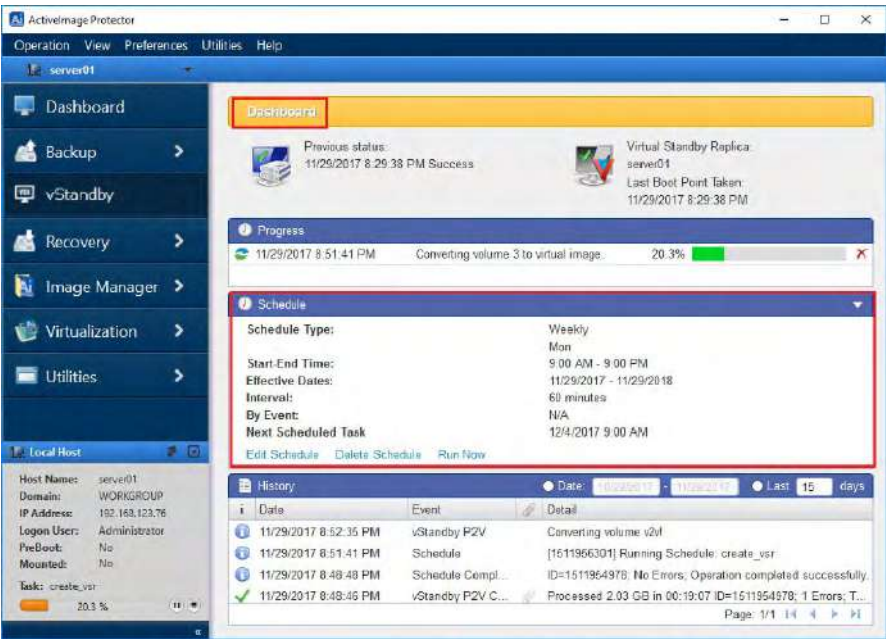 ActiveImage Protector
Operation View Preferences Utilities Help
server01
Dashboard
Backup
vStandby
Recovery
Image Manager
Virtualization
Utilities
Local Host
Host Name: server01
Domain: WORKGROUP
IP Address: 192.168.123.76
Logon User: Administrator
PreBoot: No
Mounted: No
Task: create_vsr
20.3 %
Dashboard
Previous status:
11/29/2017 8:29:38 PM Success
Virtual Standby Replica:
server01
Last Boot Point Taken:
11/29/2017 8:29:38 PM
Progress
11/29/2017 8:51:41 PM Converting volume 3 to virtual image. 20.3%
Schedule
Schedule Type: Weekly
Mon
Start-End Time: 9:00 AM - 9:00 PM
Effective Dates: 11/29/2017 - 11/29/2018
Interval: 60 minutes
By Event: N/A
Next Scheduled Task 12/4/2017 9:00 AM
Edit Schedule Delete Schedule Run Now
History Date: - Last 15 days
i Date Event Detail
11/29/2017 8:52:35 PM vStandby P2V Converting volume v2vf
11/29/2017 8:51:41 PM Schedule [1611966301] Running Schedule: create_vsr
11/29/2017 8:48:48 PM Schedule Compl... ID=1511954978; No Errors; Operation completed successfully.
11/29/2017 8:48:46 PM vStandby P2V C... Processed 2.03 GB in 00:19:07 ID=1511954978; 1 Errors; T...
Page: 1/1